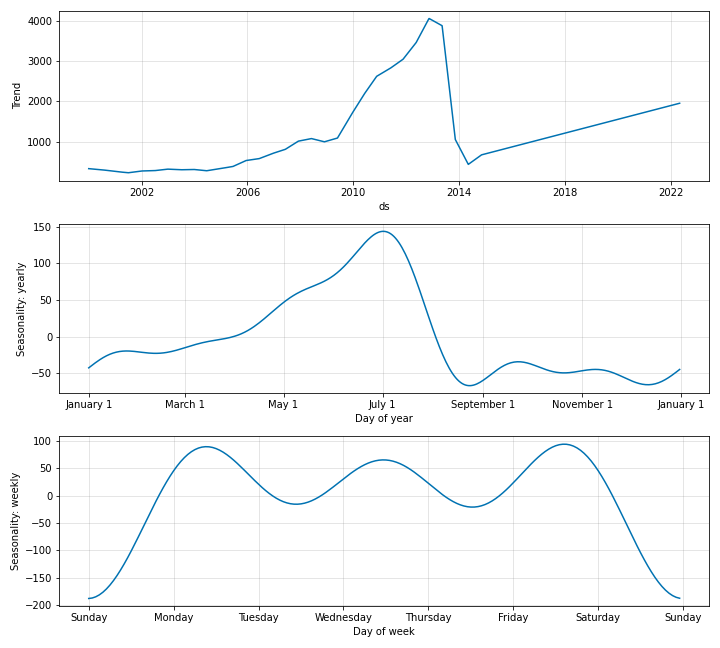 4000
3000
2000
1000
Trend
2002 2006 2010 2014 2018 2022
ds
150
100
50
0
−50
Seasonality: yearly
January 1 March 1 May 1 July 1 September 1 November 1 January 1
Day of year
100
50
0
−50
−100
−150
−200
Seasonality: weekly
Sunday Monday Tuesday Wednesday Thursday Friday Saturday Sunday
Day of week